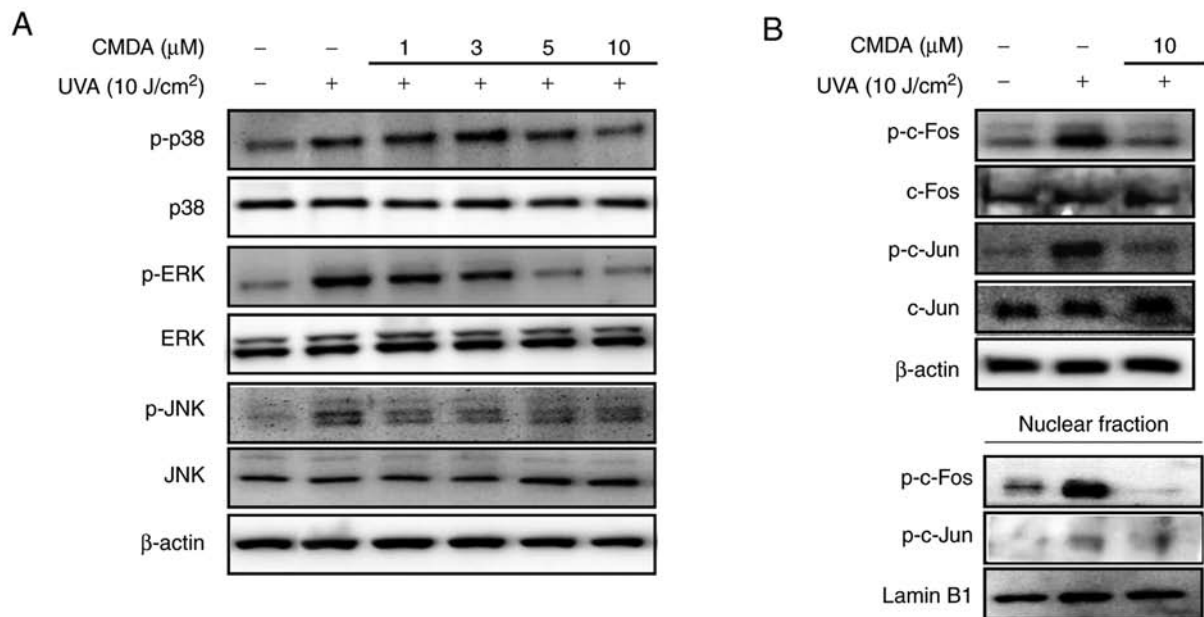 A
CMDA (μM) – – 1 3 5 10
UVA (10 J/cm²) – + + + + +
p-p38
p38
p-ERK
ERK
p-JNK
JNK
β-actin
B
CMDA (μM) – – 10
UVA (10 J/cm²) – + +
p-c-Fos
c-Fos
p-c-Jun
c-Jun
β-actin
Nuclear fraction
p-c-Fos
p-c-Jun
Lamin B1